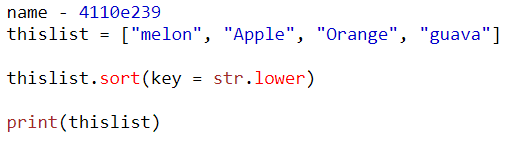 name - 4110e239
thislist = ["melon", "Apple", "Orange", "guava"]
thislist.sort(key = str.lower)
print(thislist)